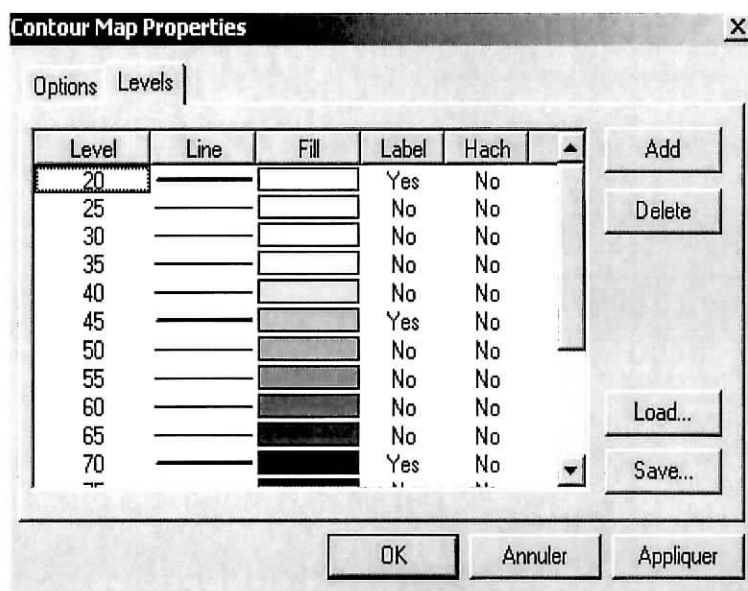 Contour Map Properties
Options Levels
Level Line Fill Label Hach
20 Yes No
25 No No
30 No No
35 No No
40 No No
45 Yes No
50 No No
55 No No
60 No No
65 No No
70 Yes No
Add
Delete
Load...
Save...
OK Annuler Appliquer